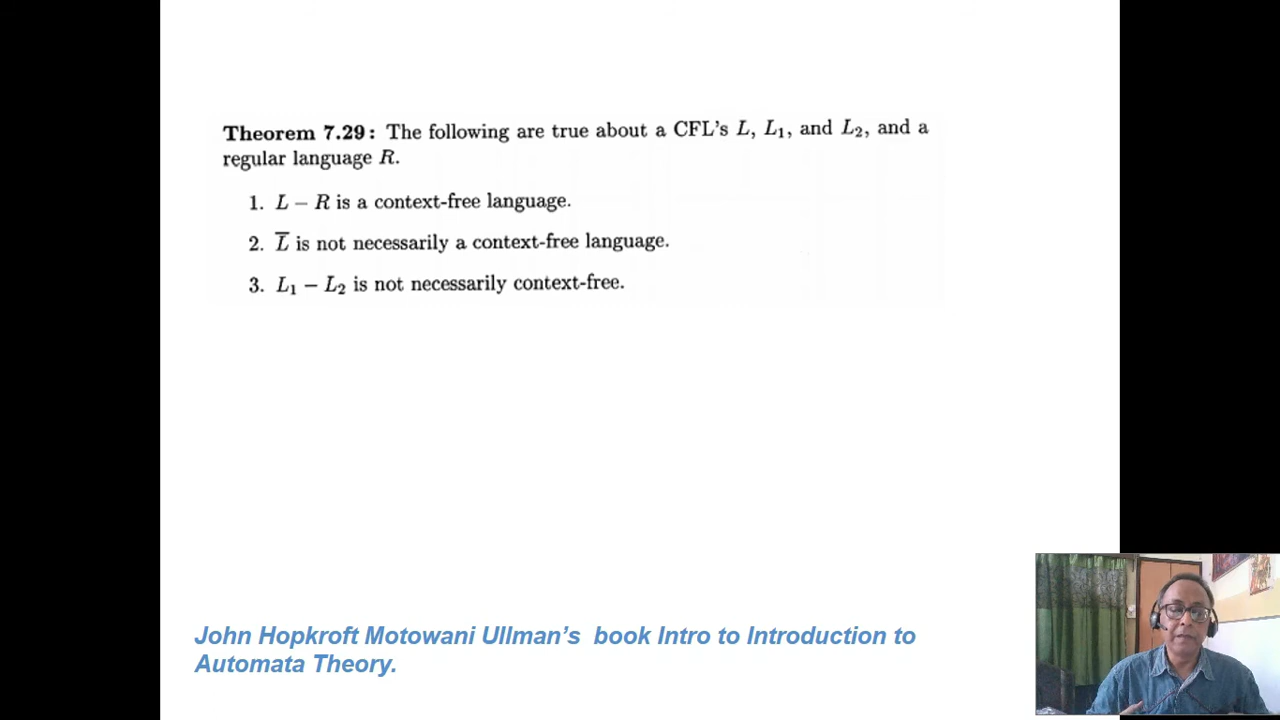 Theorem 7.29: The following are true about a CFL's L, L₁, and L₂, and a
regular language R.
1. L − R is a context-free language.
2. L̅ is not necessarily a context-free language.
3. L₁ − L₂ is not necessarily context-free.
John Hopkroft Motowani Ullman's book Intro to Introduction to
Automata Theory.